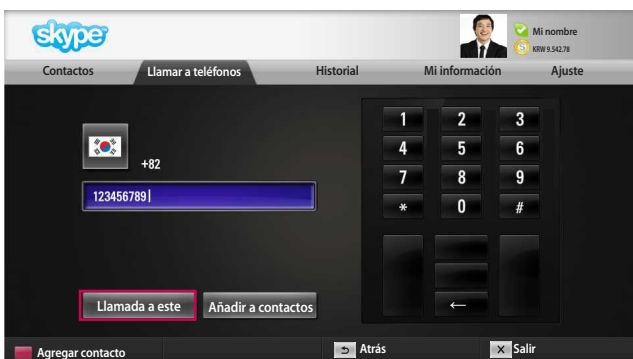 skype
Mi nombre
S KRW 9.542.78
Contactos Llamar a teléfonos Historial Mi información Ajuste
+82
123456789
1 2 3
4 5 6
7 8 9
* 0 #
←
Llamada a este Añadir a contactos
Agregar contacto Atrás X Salir